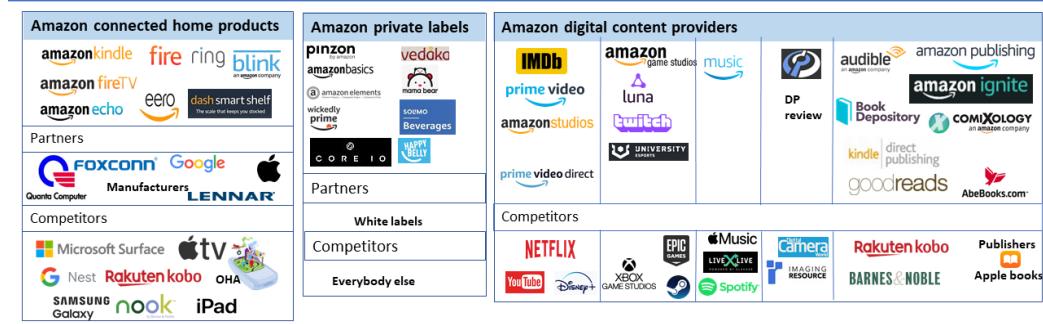 Amazon connected home products
amazonkindle
fire
ring
blink
an amazon company
amazon fireTV
amazon echo
eero
dash smart shelf
The scale that keeps you stocked
Partners
Quanta Computer
FOXCONN
Google
Manufacturers
LENNAR
Competitors
Microsoft Surface
tv
G Nest
Rakuten kobo
OHA
SAMSUNG
Galaxy
nook
iPad
Amazon private labels
pinzon
by amazon
vedaka
amazonbasics
a amazon elements
mama bear
wickedly
prime
SOLIMO
Beverages
CORE 10
HAPPY
BELLY
Partners
White labels
Competitors
Everybody else
Amazon digital content providers
IMDb
prime video
amazonstudios
prime video direct
amazon
game studios
luna
twitch
UNIVERSITY
ESPORTS
music
DP
review
audible
an amazon company
amazon publishing
amazon ignite
Book
Depository
COMIXOLOGY
an amazon company
kindle direct
publishing
goodreads
AbeBooks.com
Competitors
NETFLIX
YouTube
Disney+
XBOX
GAME STUDIOS
EPIC
GAMES
Music
LIVEXLIVE
Spotify
Digital
Camera
World
IMAGING
RESOURCE
Rakuten kobo
BARNES&NOBLE
Publishers
Apple books